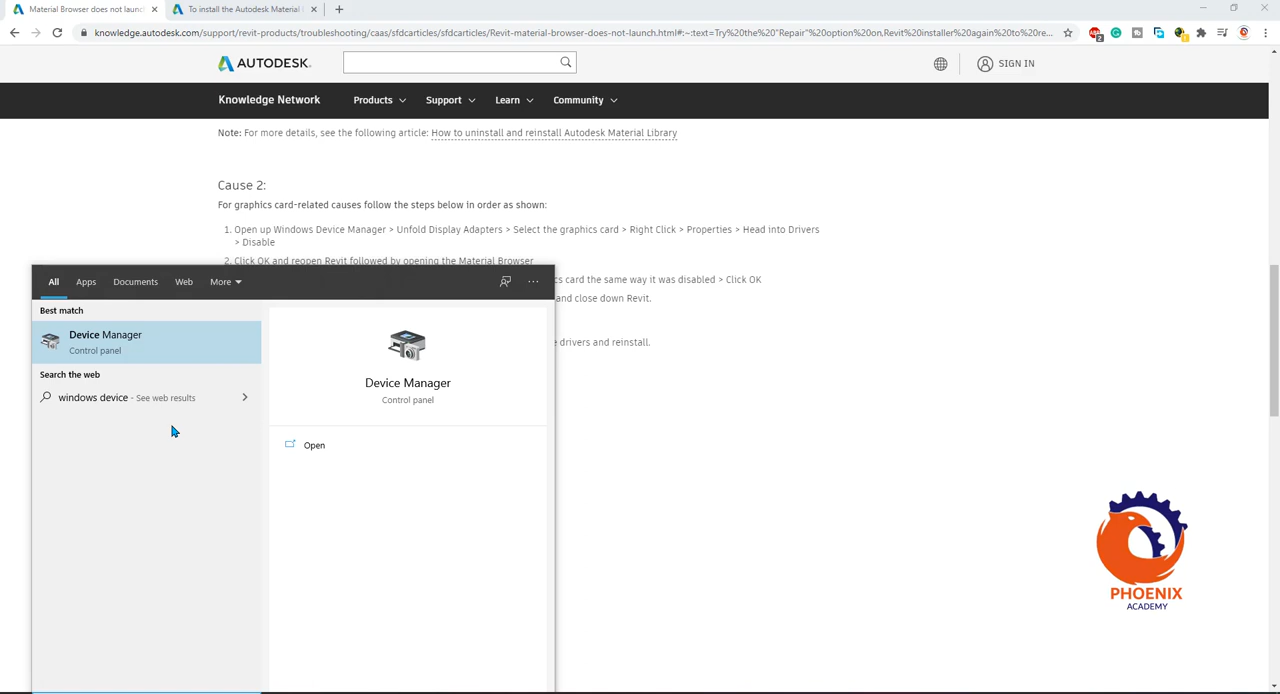 Material Browser does not launch
To install the Autodesk Material
knowledge.autodesk.com/support/revit-products/troubleshooting/caas/sfdcarticles/sfdcarticles/Revit-material-browser-does-not-launch.html#:~:text=Try%20the%20"Repair"%20option%20on,Revit%20installer%20again%20to%20re...
AUTODESK.
SIGN IN
Knowledge Network Products Support Learn Community
Note: For more details, see the following article: How to uninstall and reinstall Autodesk Material Library
Cause 2:
For graphics card-related causes follow the steps below in order as shown:
1. Open up Windows Device Manager > Unfold Display Adapters > Select the graphics card > Right Click > Properties > Head into Drivers
> Disable
2. Click OK and reopen Revit followed by opening the Material Browser
cs card the same way it was disabled > Click OK
and close down Revit.
e drivers and reinstall.
All Apps Documents Web More
Best match
Device Manager
Control panel
Search the web
windows device - See web results
Device Manager
Control panel
Open
PHOENIX
ACADEMY